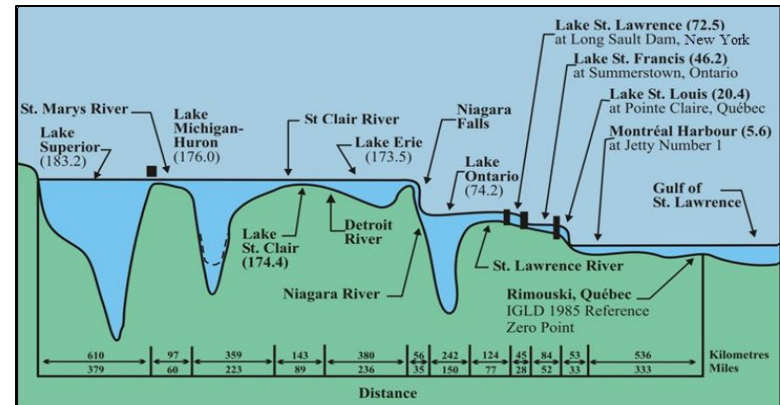 Lake St. Lawrence (72.5)
at Long Sault Dam, New York
Lake St. Francis (46.2)
at Summerstown, Ontario
Lake St. Louis (20.4)
at Pointe Claire, Québec
Montréal Harbour (5.6)
at Jetty Number 1
St. Marys River
Lake
Superior
(183.2)
Lake
Michigan-
Huron
(176.0)
St Clair River
Lake Erie
(173.5)
Niagara
Falls
Lake
Ontario
(74.2)
Gulf of
St. Lawrence
Lake
St. Clair
(174.4)
Detroit
River
Niagara River
St. Lawrence River
Rimouski, Québec
IGLD 1985 Reference
Zero Point
610 97 359 143 380 56 242 124 45 84 53 536 Kilometres
379 60 223 89 236 35 150 77 28 52 33 333 Miles
Distance